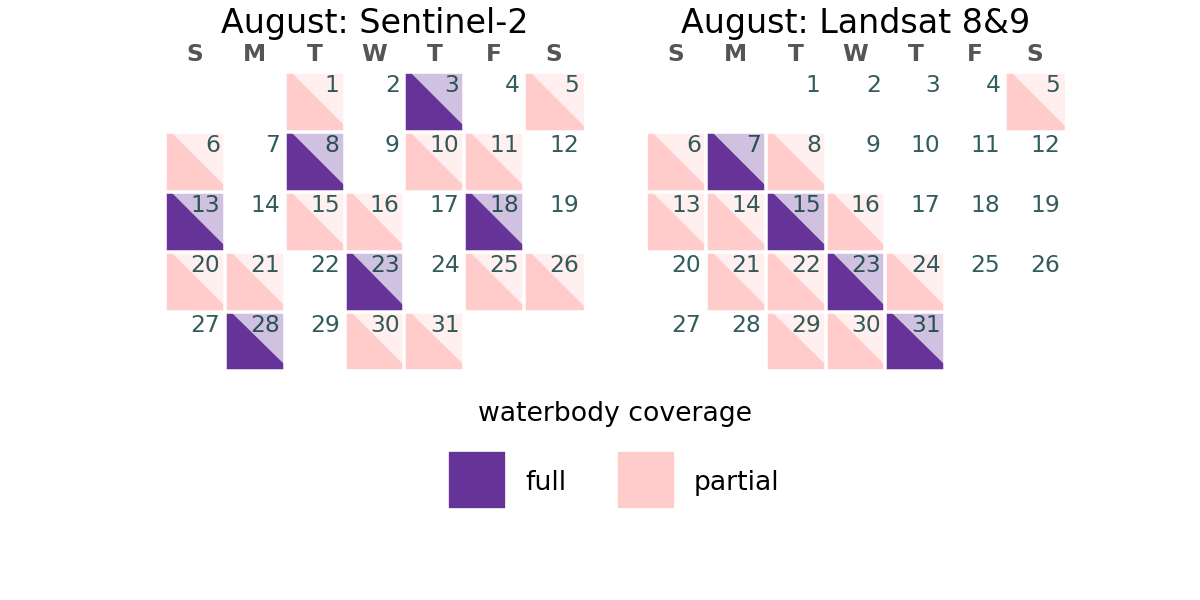 August: Sentinel-2
S M T W T F S
1 2 3 4 5
6 7 8 9 10 11 12
13 14 15 16 17 18 19
20 21 22 23 24 25 26
27 28 29 30 31
August: Landsat 8&9
S M T W T F S
1 2 3 4 5
6 7 8 9 10 11 12
13 14 15 16 17 18 19
20 21 22 23 24 25 26
27 28 29 30 31
waterbody coverage
full partial